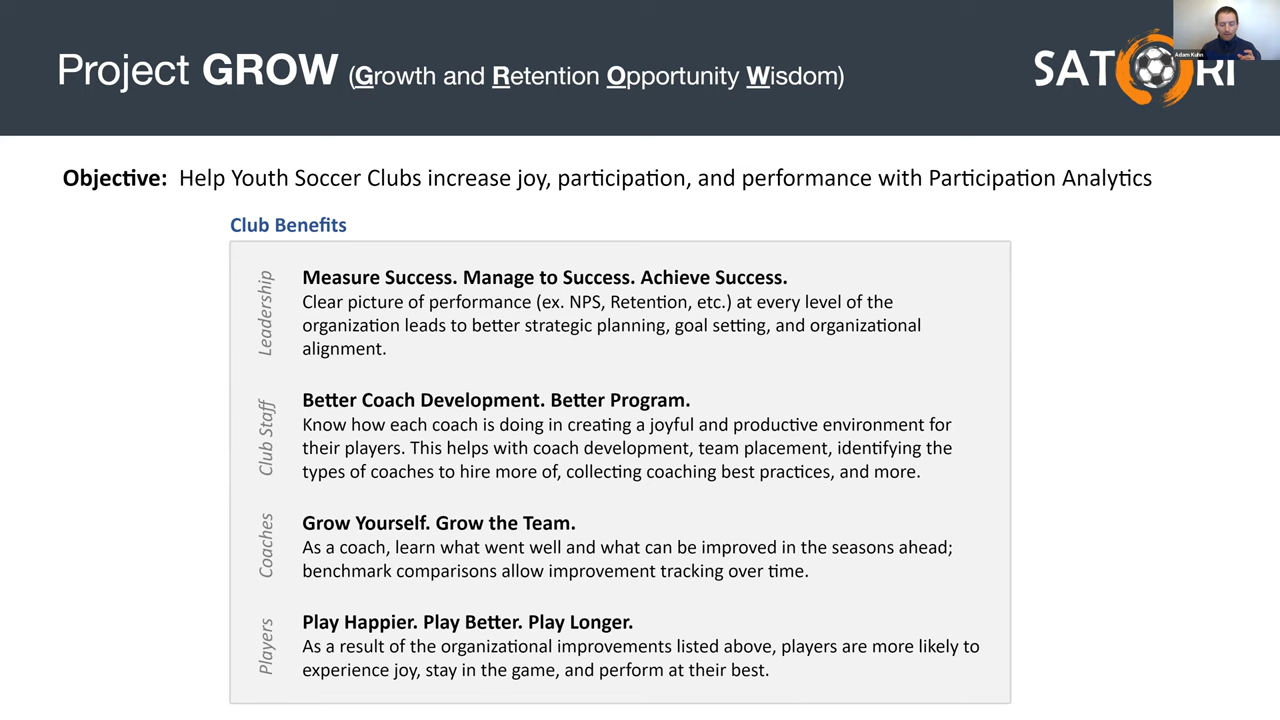 Project GROW (Growth and Retention Opportunity Wisdom)
SATORI
Adam Kuhn
Objective: Help Youth Soccer Clubs increase joy, participation, and performance with Participation Analytics
Club Benefits
Leadership
Measure Success. Manage to Success. Achieve Success.
Clear picture of performance (ex. NPS, Retention, etc.) at every level of the
organization leads to better strategic planning, goal setting, and organizational
alignment.
Club Staff
Better Coach Development. Better Program.
Know how each coach is doing in creating a joyful and productive environment for
their players. This helps with coach development, team placement, identifying the
types of coaches to hire more of, collecting coaching best practices, and more.
Coaches
Grow Yourself. Grow the Team.
As a coach, learn what went well and what can be improved in the seasons ahead;
benchmark comparisons allow improvement tracking over time.
Players
Play Happier. Play Better. Play Longer.
As a result of the organizational improvements listed above, players are more likely to
experience joy, stay in the game, and perform at their best.